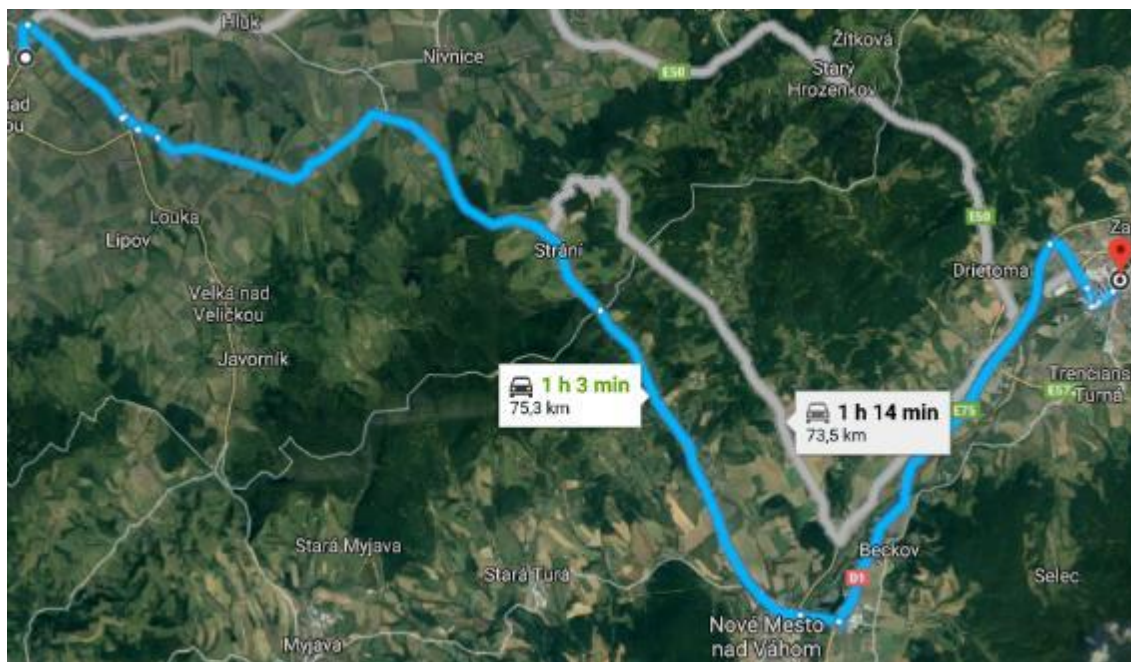 Hluk
Nivnice
E50
Žítková
Starý
Hrozenkov
nad
ou
Louka
Lipov
E50
Za
Strání
Drietoma
Velká nad
Veličkou
Javorník
1 h 3 min
75,3 km
1 h 14 min
73,5 km
Trencians
Turná
E57
E75
Stará Myjava
Stará Turá
Beckov
D1
Selec
Nové Mesto
nad Váhom
Myjava